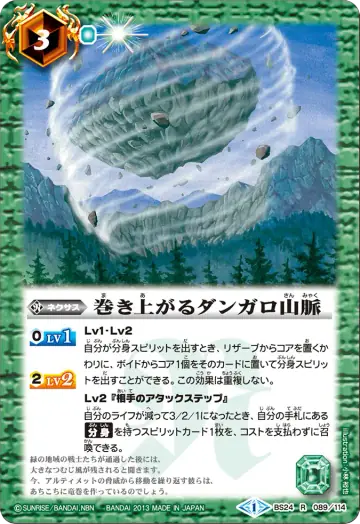 3
ネクサス
巻き上がるダンガロ山脈
0 LV1
Lv1・Lv2
自分が分身スピリットを出すとき、リザーブからコアを置くか
わりに、ボイドからコア1個をそのカードに置いて分身スピリッ
トを出すことができる。この効果は重複しない。
2 LV2
Lv2『相手のアタックステップ』
自分のライフが減って3/2/1になったとき、自分の手札にある
分身を持つスピリットカード1枚を、コストを支払わずに召
喚できる。
緑の地域の戦士たちが通過した後には、
大きなつむじ風が残されると聞きます。
今、アルティメットの脅威から移動を繰り返す彼らは、
あちこちに竜巻を作っているのでしょう。
©SUNRISE/BANDAI,NBN BANDAI 2013 MADE IN JAPAN
BS24 R 089/114